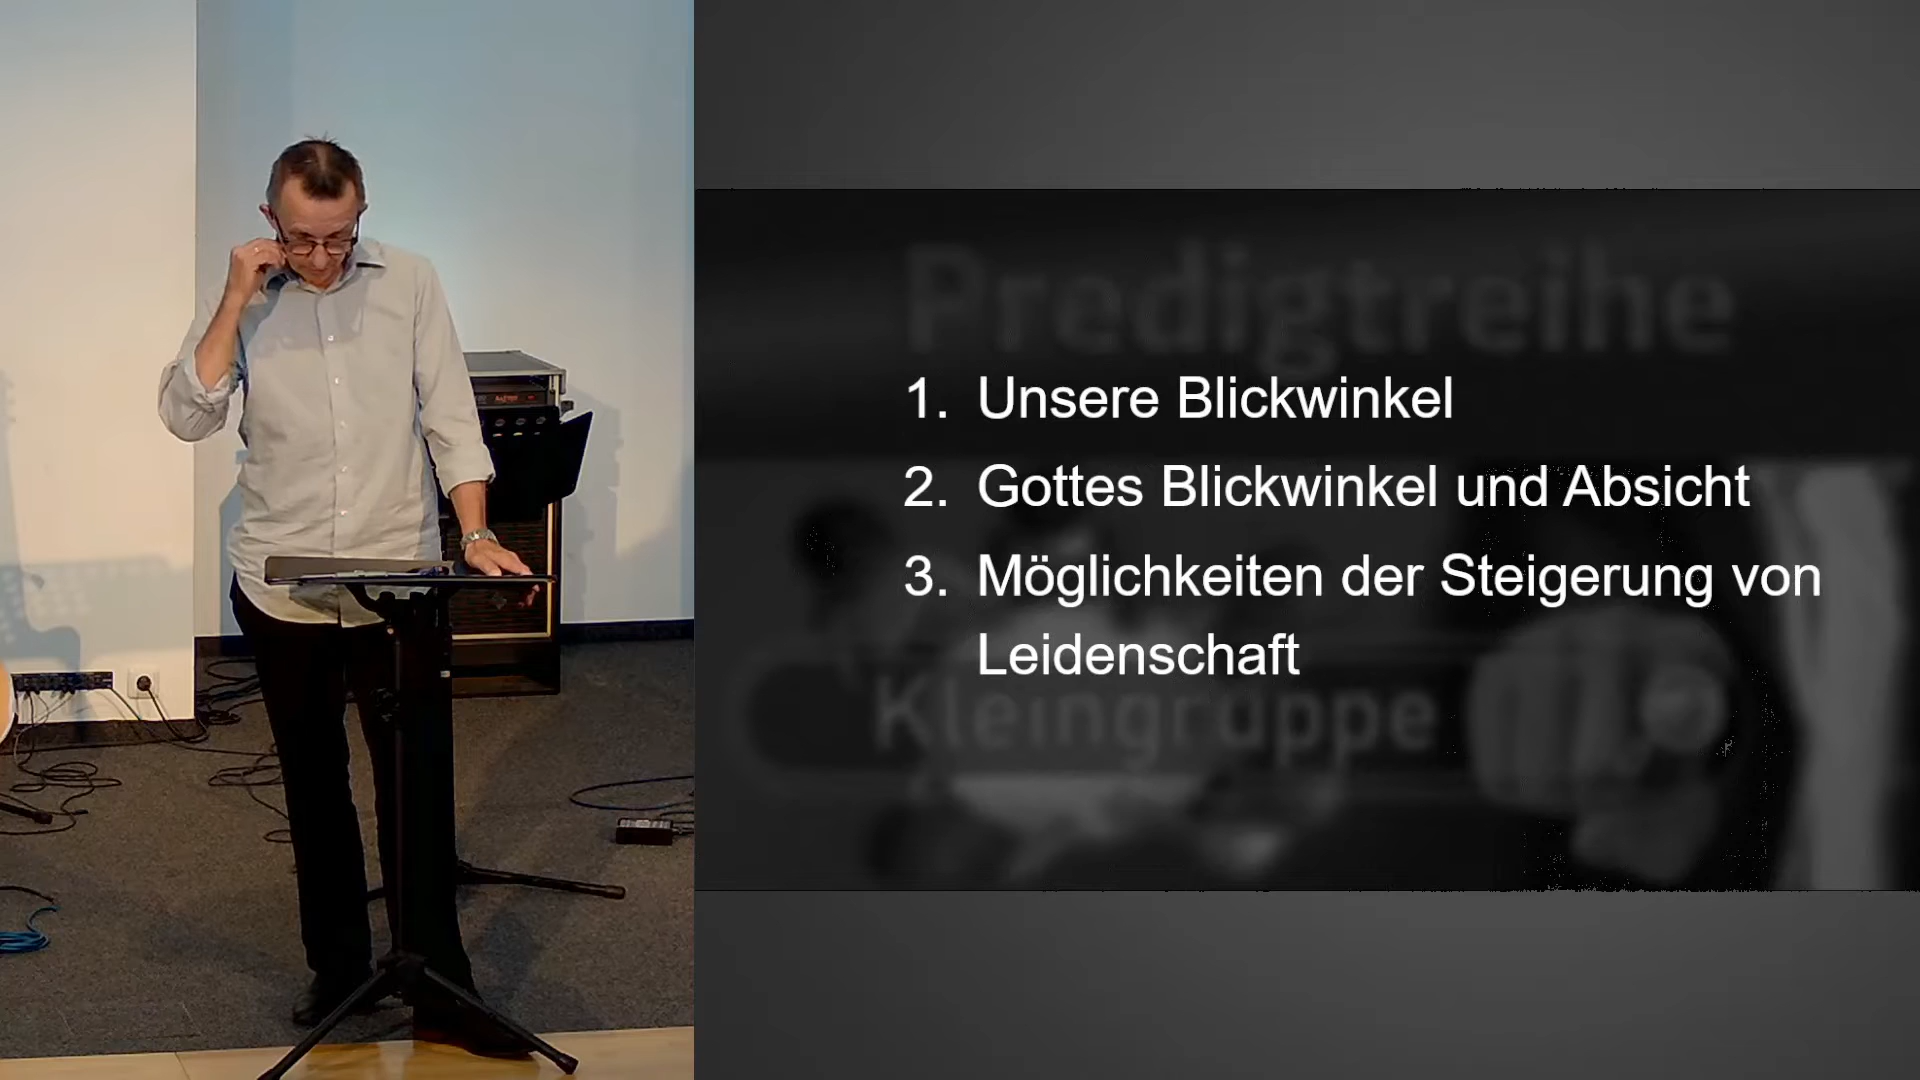 Predigtreihe
1. Unsere Blickwinkel
2. Gottes Blickwinkel und Absicht
3. Möglichkeiten der Steigerung von
Leidenschaft
Kleingruppe